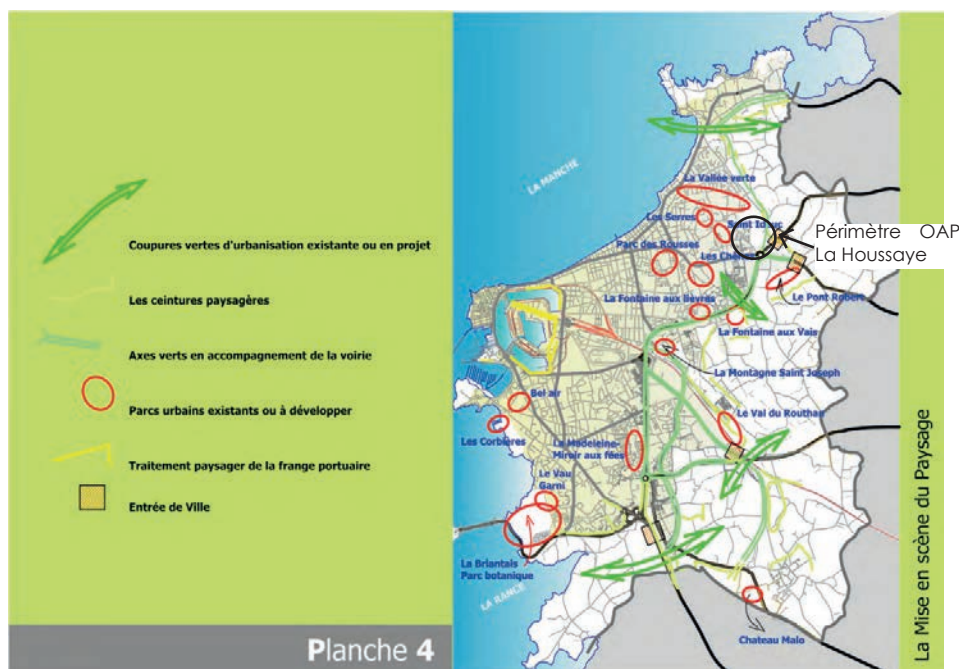 Coupures vertes d'urbanisation existante ou en projet
Les ceintures paysagères
Axes verts en accompagnement de la voirie
Parcs urbains existants ou à développer
Traitement paysager de la frange portuaire
Entrée de Ville
Planche 4
LA MANCHE
La Vallée verte
Les Serres
Saint Ideuc
Parc des Rousses
Les Chênes
Périmètre OAP
La Houssaye
Le Pont Robert
La Fontaine aux lièvres
La Fontaine aux Vais
La Montagne Saint Joseph
Bel air
Les Corbières
Le Val du Routhan
La Madeleine-
Miroir aux fées
Le Vau
Garni
La Briantais
Parc botanique
LA RANCE
Chateau Malo
La Mise en scène du Paysage